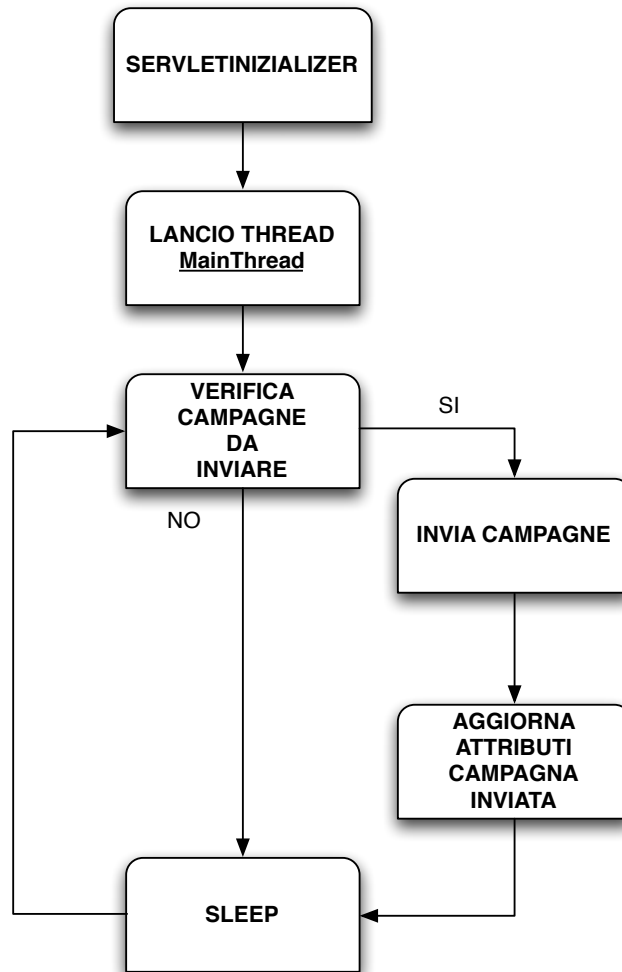 SERVLETINIZIALIZER
LANCIO THREAD
MainThread
VERIFICA
CAMPAGNE
DA
INVIARE
SI
NO
INVIA CAMPAGNE
AGGIORNA
ATTRIBUTI
CAMPAGNA
INVIATA
SLEEP